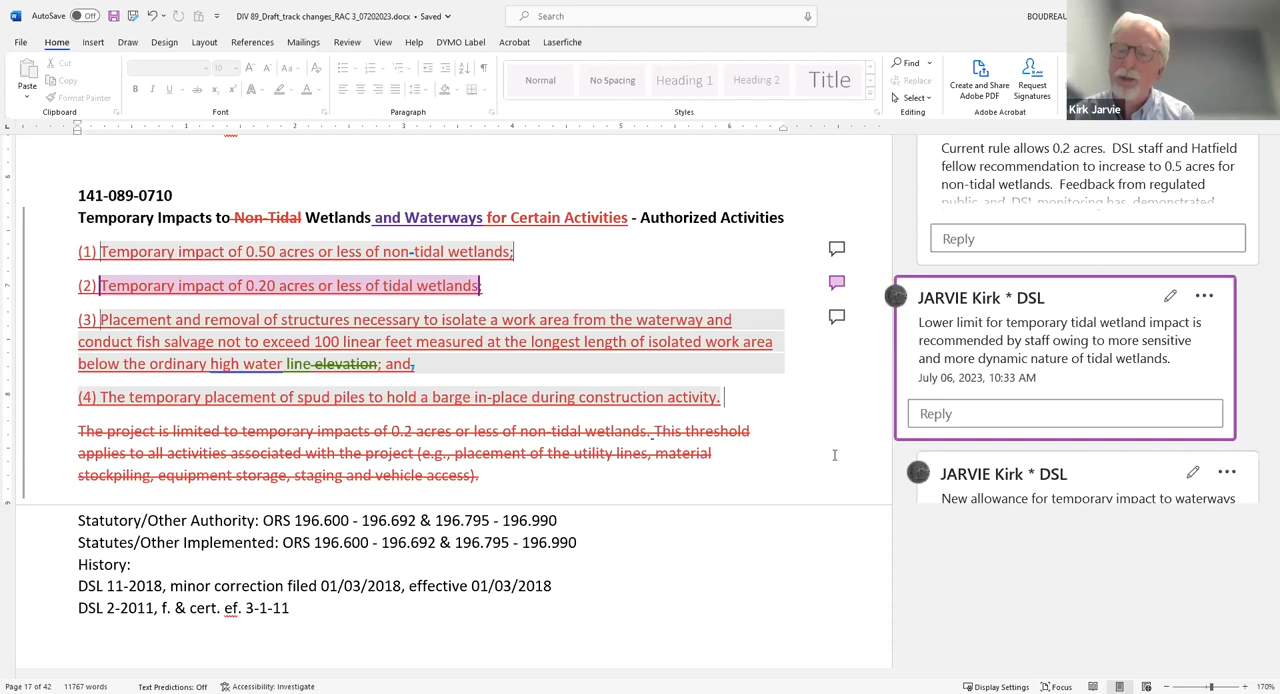 AutoSave Off DIV 89_Draft_track changes_RAC 3_07202023.docx • Saved Search BOUDREAU
File Home Insert Draw Design Layout References Mailings Review View Help DYMO Label Acrobat Laserfiche
Paste Cut Copy Format Painter 10 Normal No Spacing Heading 1 Heading 2 Title Find Replace Select Create and Share Adobe PDF Request Signatures
Clipboard Font Paragraph Styles Editing Adobe Acrobat
Kirk Jarvie
141-089-0710
Temporary Impacts to Non-Tidal Wetlands and Waterways for Certain Activities - Authorized Activities
(1) Temporary impact of 0.50 acres or less of non-tidal wetlands;
(2) Temporary impact of 0.20 acres or less of tidal wetlands;
(3) Placement and removal of structures necessary to isolate a work area from the waterway and
conduct fish salvage not to exceed 100 linear feet measured at the longest length of isolated work area
below the ordinary high water line elevation; and,
(4) The temporary placement of spud piles to hold a barge in-place during construction activity.
The project is limited to temporary impacts of 0.2 acres or less of non-tidal wetlands. This threshold
applies to all activities associated with the project (e.g., placement of the utility lines, material
stockpiling, equipment storage, staging and vehicle access).
Statutory/Other Authority: ORS 196.600 - 196.692 & 196.795 - 196.990
Statutes/Other Implemented: ORS 196.600 - 196.692 & 196.795 - 196.990
History:
DSL 11-2018, minor correction filed 01/03/2018, effective 01/03/2018
DSL 2-2011, f. & cert. ef. 3-1-11
Current rule allows 0.2 acres. DSL staff and Hatfield
fellow recommendation to increase to 0.5 acres for
non-tidal wetlands. Feedback from regulated
public, and DSL monitoring has demonstrated
Reply
JARVIE Kirk * DSL
Lower limit for temporary tidal wetland impact is
recommended by staff owing to more sensitive
and more dynamic nature of tidal wetlands.
July 06, 2023, 10:33 AM
Reply
JARVIE Kirk * DSL
New allowance for temporary impact to waterways
Page 17 of 42 11767 words Text Predictions: Off Accessibility: Investigate Display Settings Focus 170%